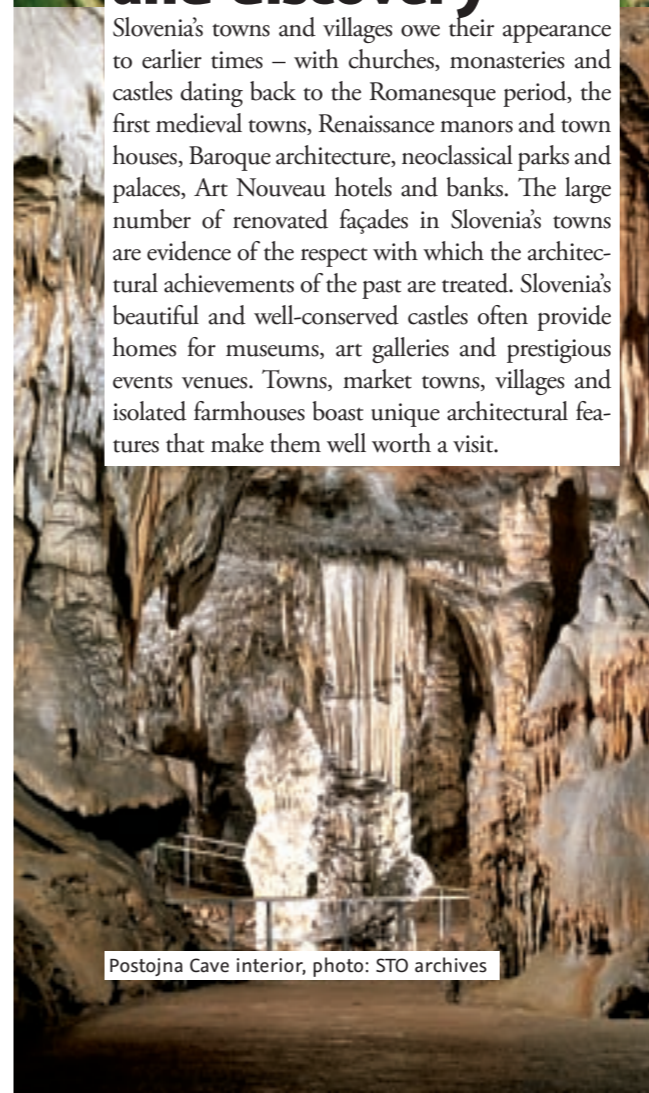 and discovery
Slovenia’s towns and villages owe their appearance
to earlier times – with churches, monasteries and
castles dating back to the Romanesque period, the
first medieval towns, Renaissance manors and town
houses, Baroque architecture, neoclassical parks and
palaces, Art Nouveau hotels and banks. The large
number of renovated façades in Slovenia’s towns
are evidence of the respect with which the architec-
tural achievements of the past are treated. Slovenia’s
beautiful and well-conserved castles often provide
homes for museums, art galleries and prestigious
events venues. Towns, market towns, villages and
isolated farmhouses boast unique architectural fea-
tures that make them well worth a visit.
Postojna Cave interior, photo: STO archives